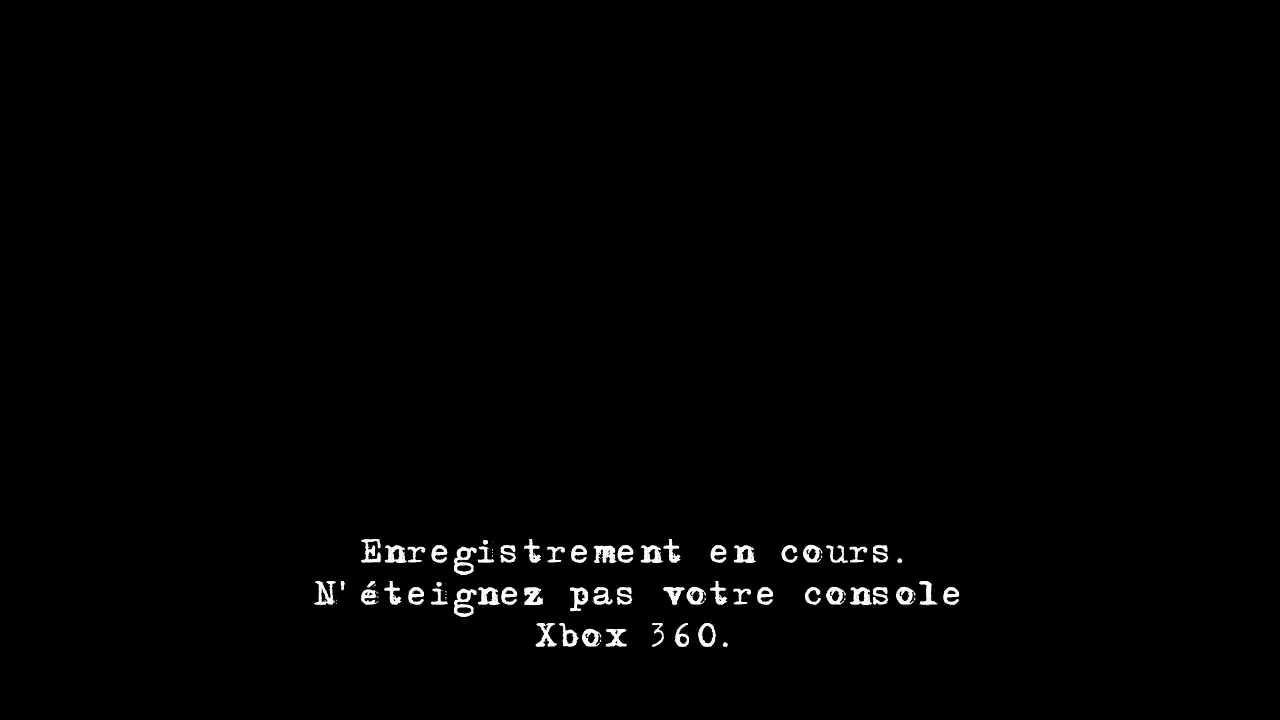 Enregistrement en cours.
N'éteignez pas votre console
Xbox 360.